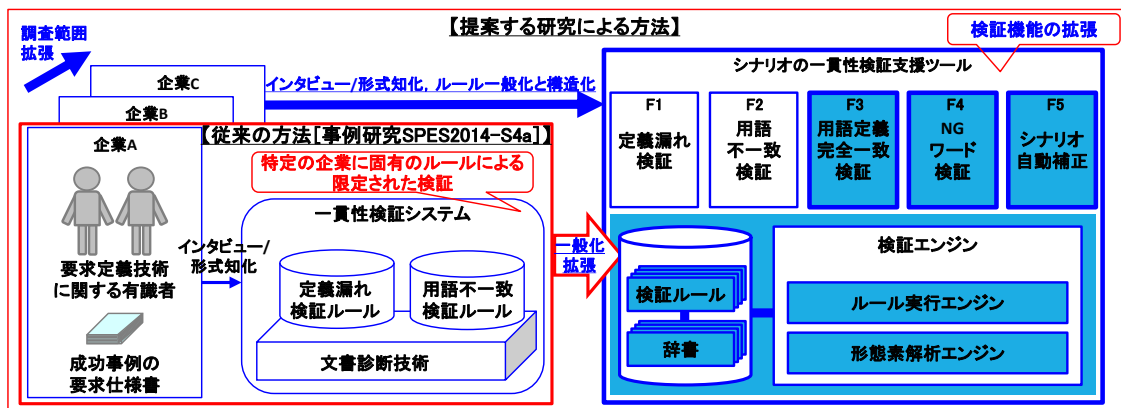 【提案する研究による方法】
調査範囲
拡張
検証機能の拡張
企業C
企業B
企業A
インタビュー/形式知化，ルール一般化と構造化
【従来の方法[事例研究SPES2014-S4a]】
特定の企業に固有のルールによる
限定された検証
要求定義技術
に関する有識者
成功事例の
要求仕様書
インタビュー/
形式知化
一貫性検証システム
定義漏れ
検証ルール
用語不一致
検証ルール
文書診断技術
一般化
拡張
シナリオの一貫性検証支援ツール
F1
定義漏れ
検証
F2
用語
不一致
検証
F3
用語定義
完全一致
検証
F4
NG
ワード
検証
F5
シナリオ
自動補正
検証ルール
辞書
検証エンジン
ルール実行エンジン
形態素解析エンジン